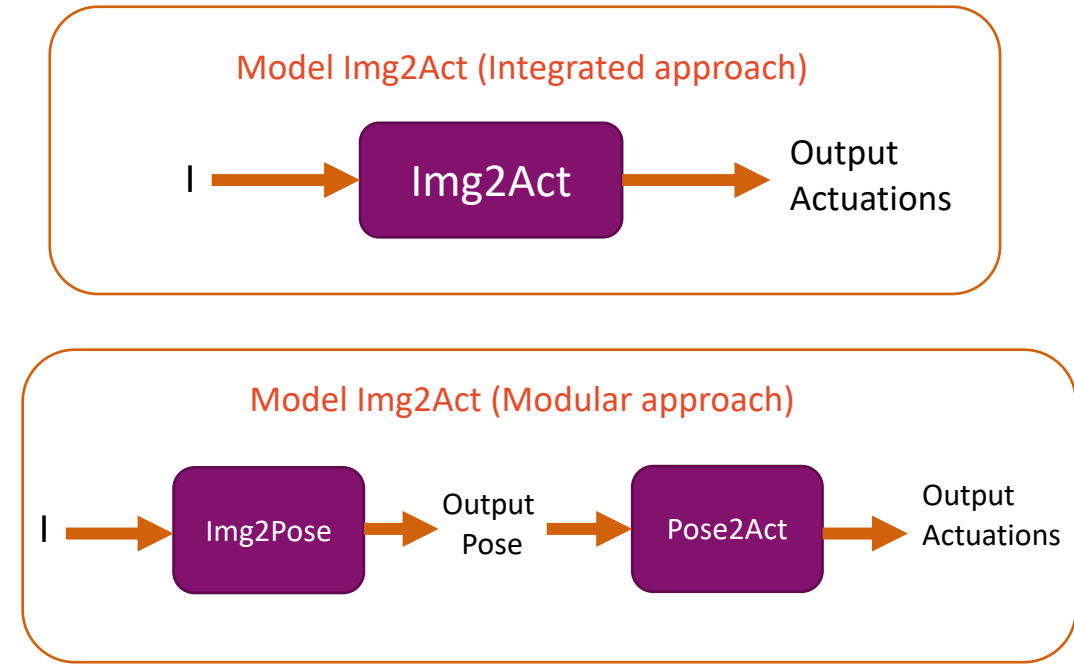 Model Img2Act (Integrated approach)
I
Img2Act
Output
Actuations
Model Img2Act (Modular approach)
I
Img2Pose
Output
Pose
Pose2Act
Output
Actuations